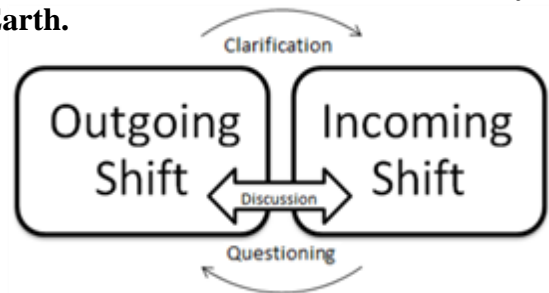 Earth.
Clarification
Outgoing Incoming
Shift Shift
Discussion
Questioning